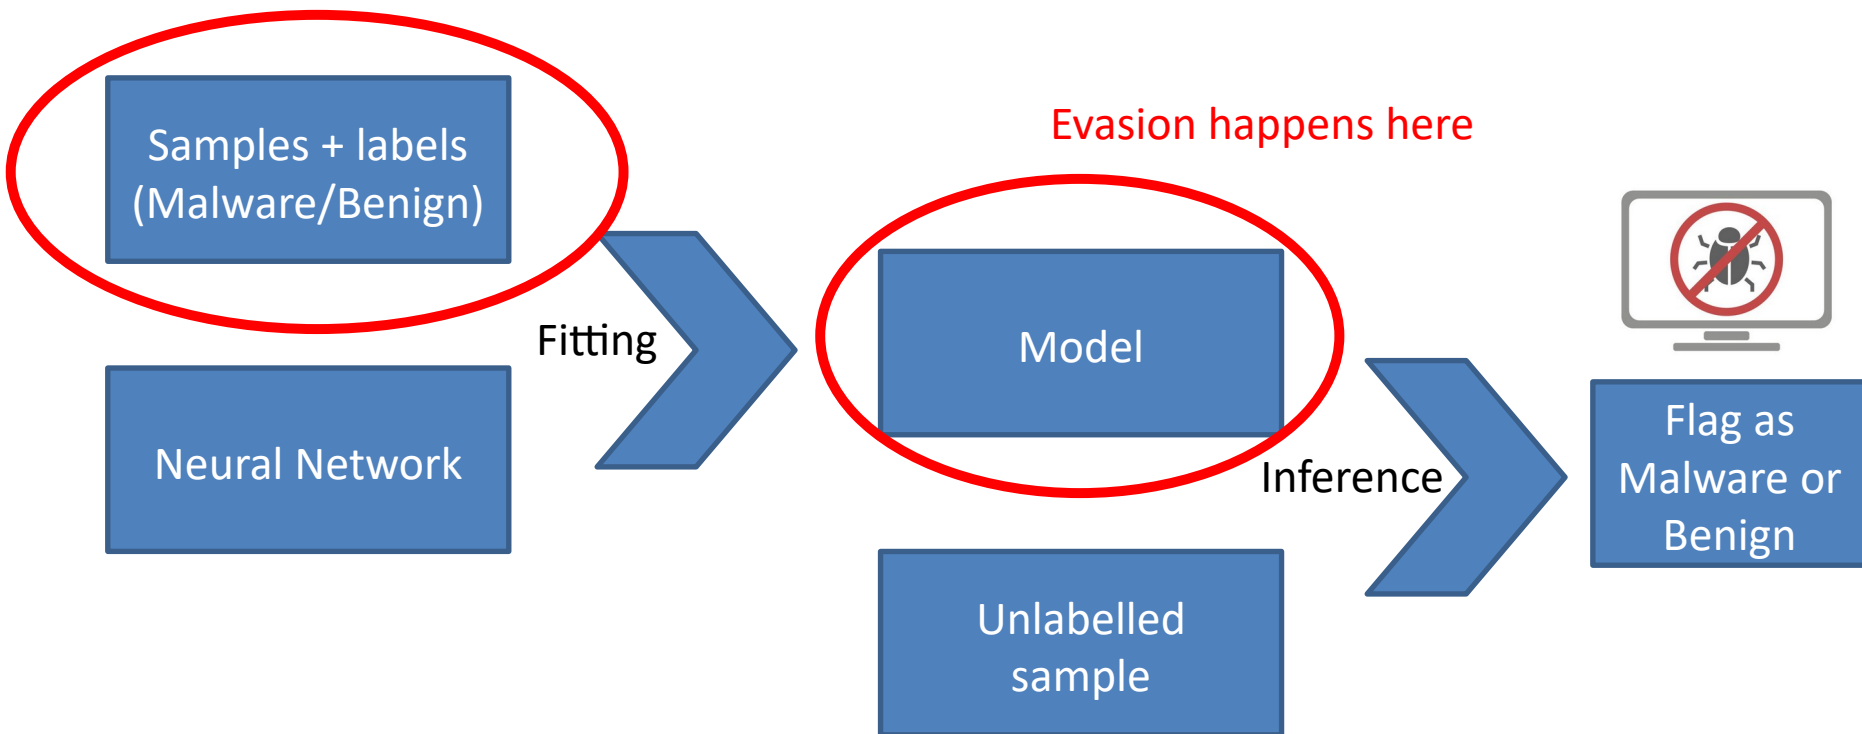 Samples + labels
(Malware/Benign)
Neural Network
Fitting
Evasion happens here
Model
Unlabelled
sample
Inference
Flag as
Malware or
Benign